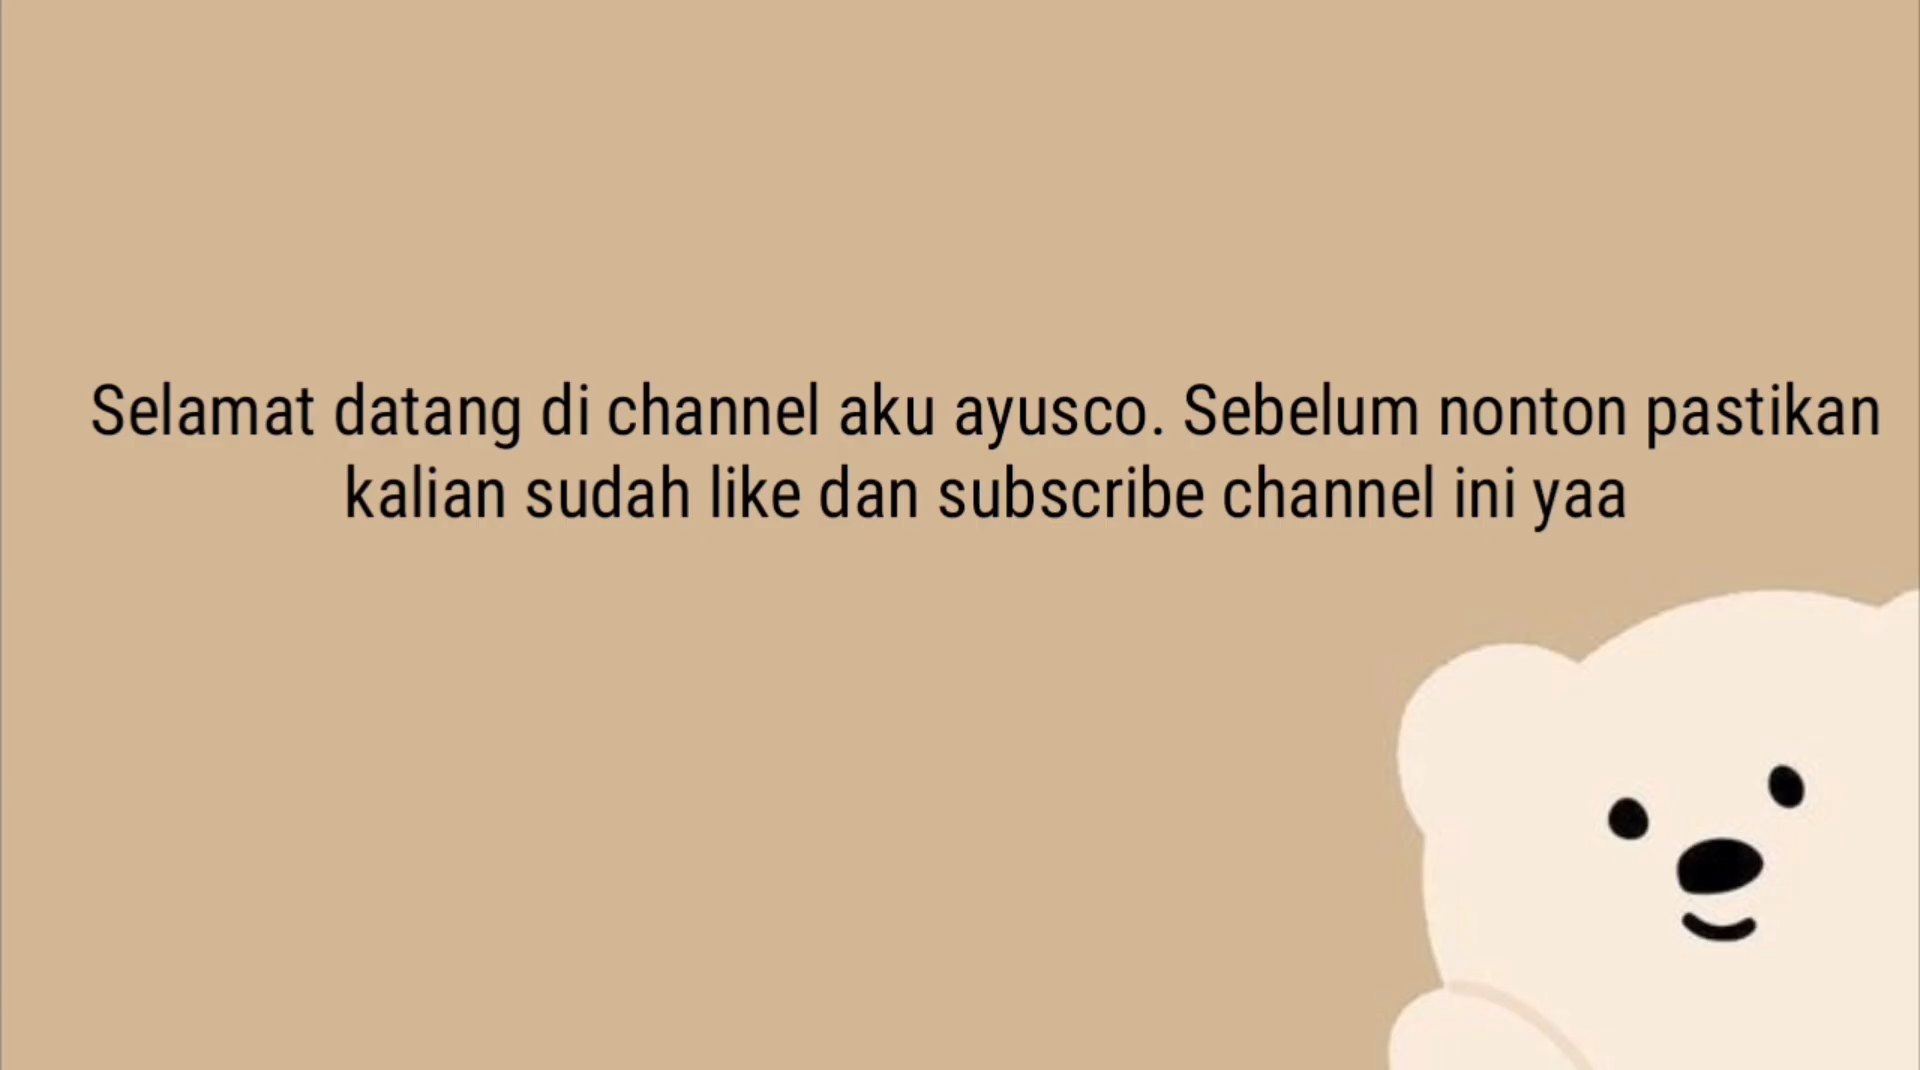 Selamat datang di channel aku ayusco. Sebelum nonton pastikan
kalian sudah like dan subscribe channel ini yaa